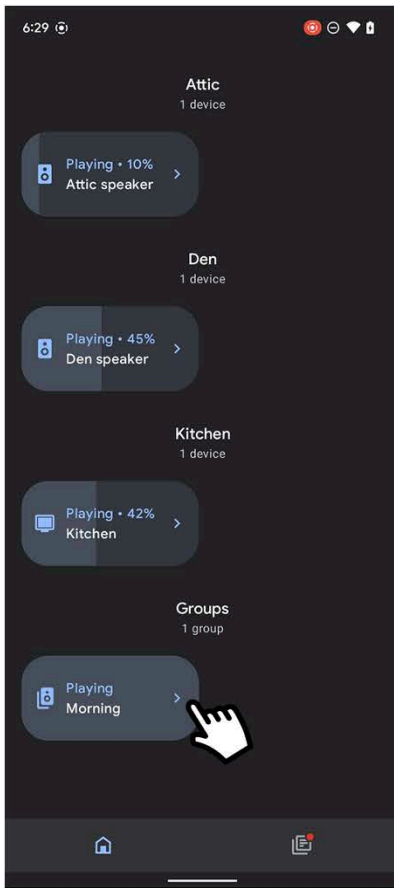 6:29
Attic
1 device
Playing • 10%
Attic speaker
Den
1 device
Playing • 45%
Den speaker
Kitchen
1 device
Playing • 42%
Kitchen
Groups
1 group
Playing
Morning